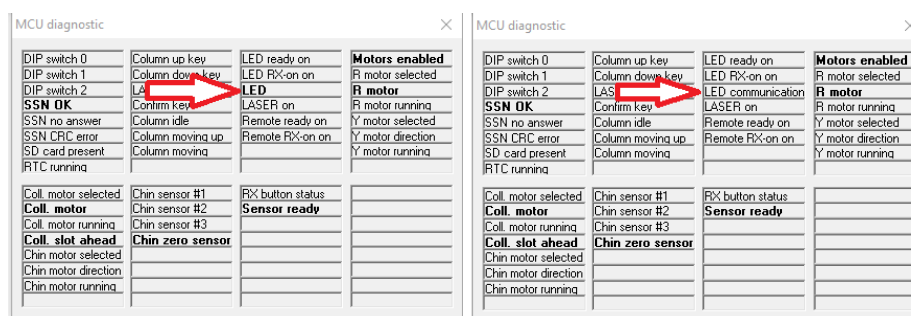 MCU diagnostic
DIP switch 0 Column up key LED ready on Motors enabled
DIP switch 1 Column down key LED RX-on on R motor selected
DIP switch 2 LED R motor
SSN OK Confirm key LASER on R motor running
SSN no answer Column idle Remote ready on Y motor selected
SSN CRC error Column moving up Remote RX-on on Y motor direction
SD card present Column moving Y motor running
RTC running
Coll. motor selected Chin sensor #1 RX button status
Coll. motor Chin sensor #2 Sensor ready
Coll. motor running Chin sensor #3
Coll. slot ahead Chin zero sensor
Chin motor selected
Chin motor direction
Chin motor running
MCU diagnostic
DIP switch 0 Column up key LED ready on Motors enabled
DIP switch 1 Column down key LED RX-on on R motor selected
DIP switch 2 LAS LED communication R motor
SSN OK Confirm key LASER on R motor running
SSN no answer Column idle Remote ready on Y motor selected
SSN CRC error Column moving up Remote RX-on on Y motor direction
SD card present Column moving Y motor running
RTC running
Coll. motor selected Chin sensor #1 RX button status
Coll. motor Chin sensor #2 Sensor ready
Coll. motor running Chin sensor #3
Coll. slot ahead Chin zero sensor
Chin motor selected
Chin motor direction
Chin motor running